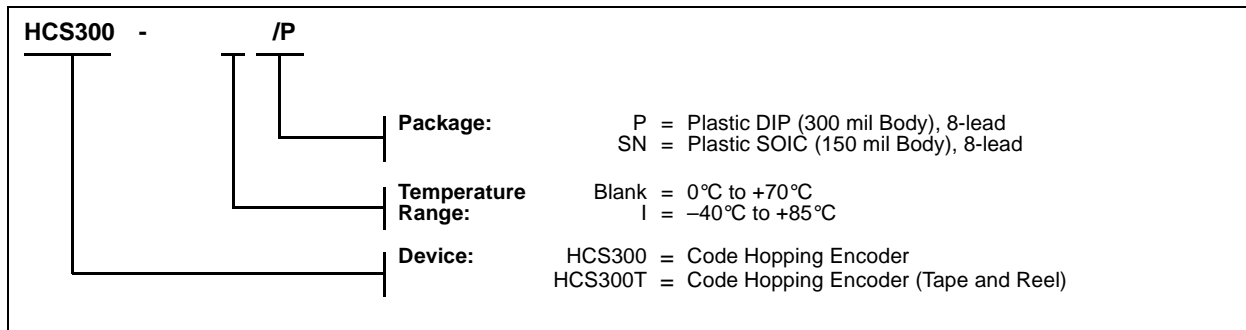 HCS300 - /P
Package: P = Plastic DIP (300 mil Body), 8-lead
SN = Plastic SOIC (150 mil Body), 8-lead
Temperature Blank = 0°C to +70°C
Range: I = –40°C to +85°C
Device: HCS300 = Code Hopping Encoder
HCS300T = Code Hopping Encoder (Tape and Reel)